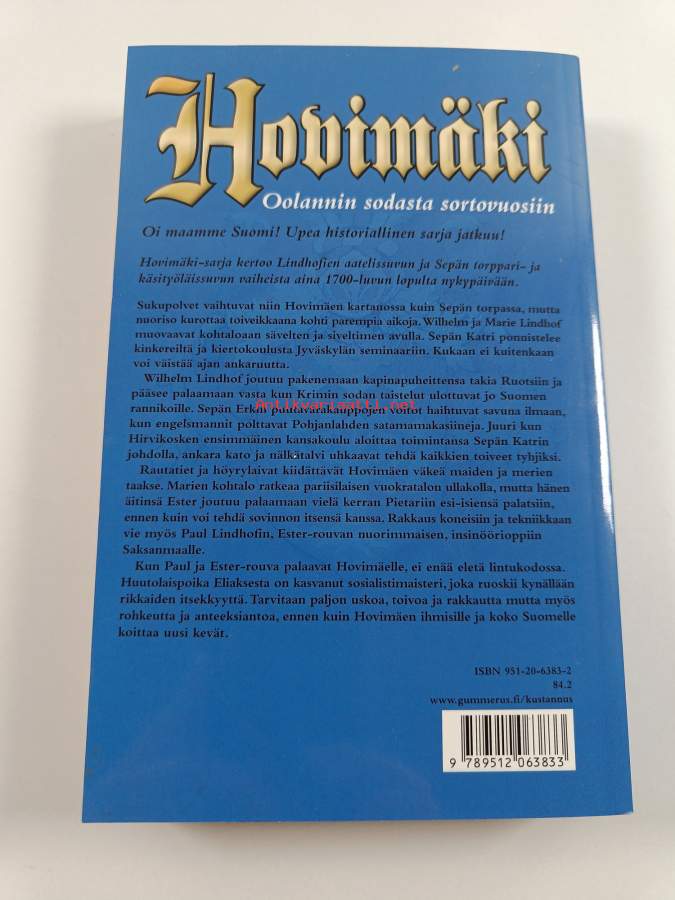 Hovimäki
Oolannin sodasta sortovuosiin
Oi maamme Suomi! Upea historiallinen sarja jatkuu!
Hovimäki-sarja kertoo Lindhofien aatelissuvun ja Sepän torppari- ja
käsityöläissuvun vaiheista aina 1700-luvun lopulta nykypäivään.
Sukupolvet vaihtuvat niin Hovimäen kartanossa kuin Sepän torpassa, mutta
nuoriso kurottaa toiveikkaana kohti parempia aikoja. Wilhelm ja Marie Lindhof
muovaavat kohtaloaan sävelten ja siveltimen avulla. Sepän Katri ponnistelee
kinkereiltä ja kiertokoulusta Jyväskylän seminaariin. Kukaan ei kuitenkaan
voi väistää ajan ankaruutta.
Wilhelm Lindhof joutuu pakenemaan kapinapuheittensa takia Ruotsiin ja
pääsee palaamaan vasta kun Krimin sodan taistelut ulottuvat jo Suomen
rannikoille. Sepän Erkin puutavarakauppojen voitot haihtuvat savuna ilmaan,
kun engelsmannit polttavat Pohjanlahden satamamakasiineja. Juuri kun
Hirvikosken ensimmäinen kansakoulu aloittaa toimintansa Sepän Katrin
johdolla, ankara kato ja nälkätalvi uhkaavat tehdä kaikkien toiveet tyhjiksi.
Rautatiet ja höyrylaivat kiidättävät Hovimäen väkeä maiden ja merien
taakse. Marien kohtalo ratkeaa pariisilaisen vuokratalon ullakolla, mutta hänen
äitinsä Ester joutuu palaamaan vielä kerran Pietariin esi-isiensä palatsiin,
ennen kuin voi tehdä sovinnon itsensä kanssa. Rakkaus koneisiin ja tekniikkaan
vie myös Paul Lindhofin, Ester-rouvan nuorimmaisen, insinöörioppiin
Saksanmaalle.
Kun Paul ja Ester-rouva palaavat Hovimäelle, ei enää eletä lintukodossa.
Huutolaispoika Eliaksesta on kasvanut sosialistimaisteri, joka ruoskii kynällään
rikkaiden itsekkyyttä. Tarvitaan paljon uskoa, toivoa ja rakkautta mutta myös
rohkeutta ja anteeksiantoa, ennen kuin Hovimäen ihmisille ja koko Suomelle
koittaa uusi kevät.
Antikvariaatti.net
ISBN 951-20-6383-2
84.2
www.gummerus.fi/kustannus
9 789512 063833